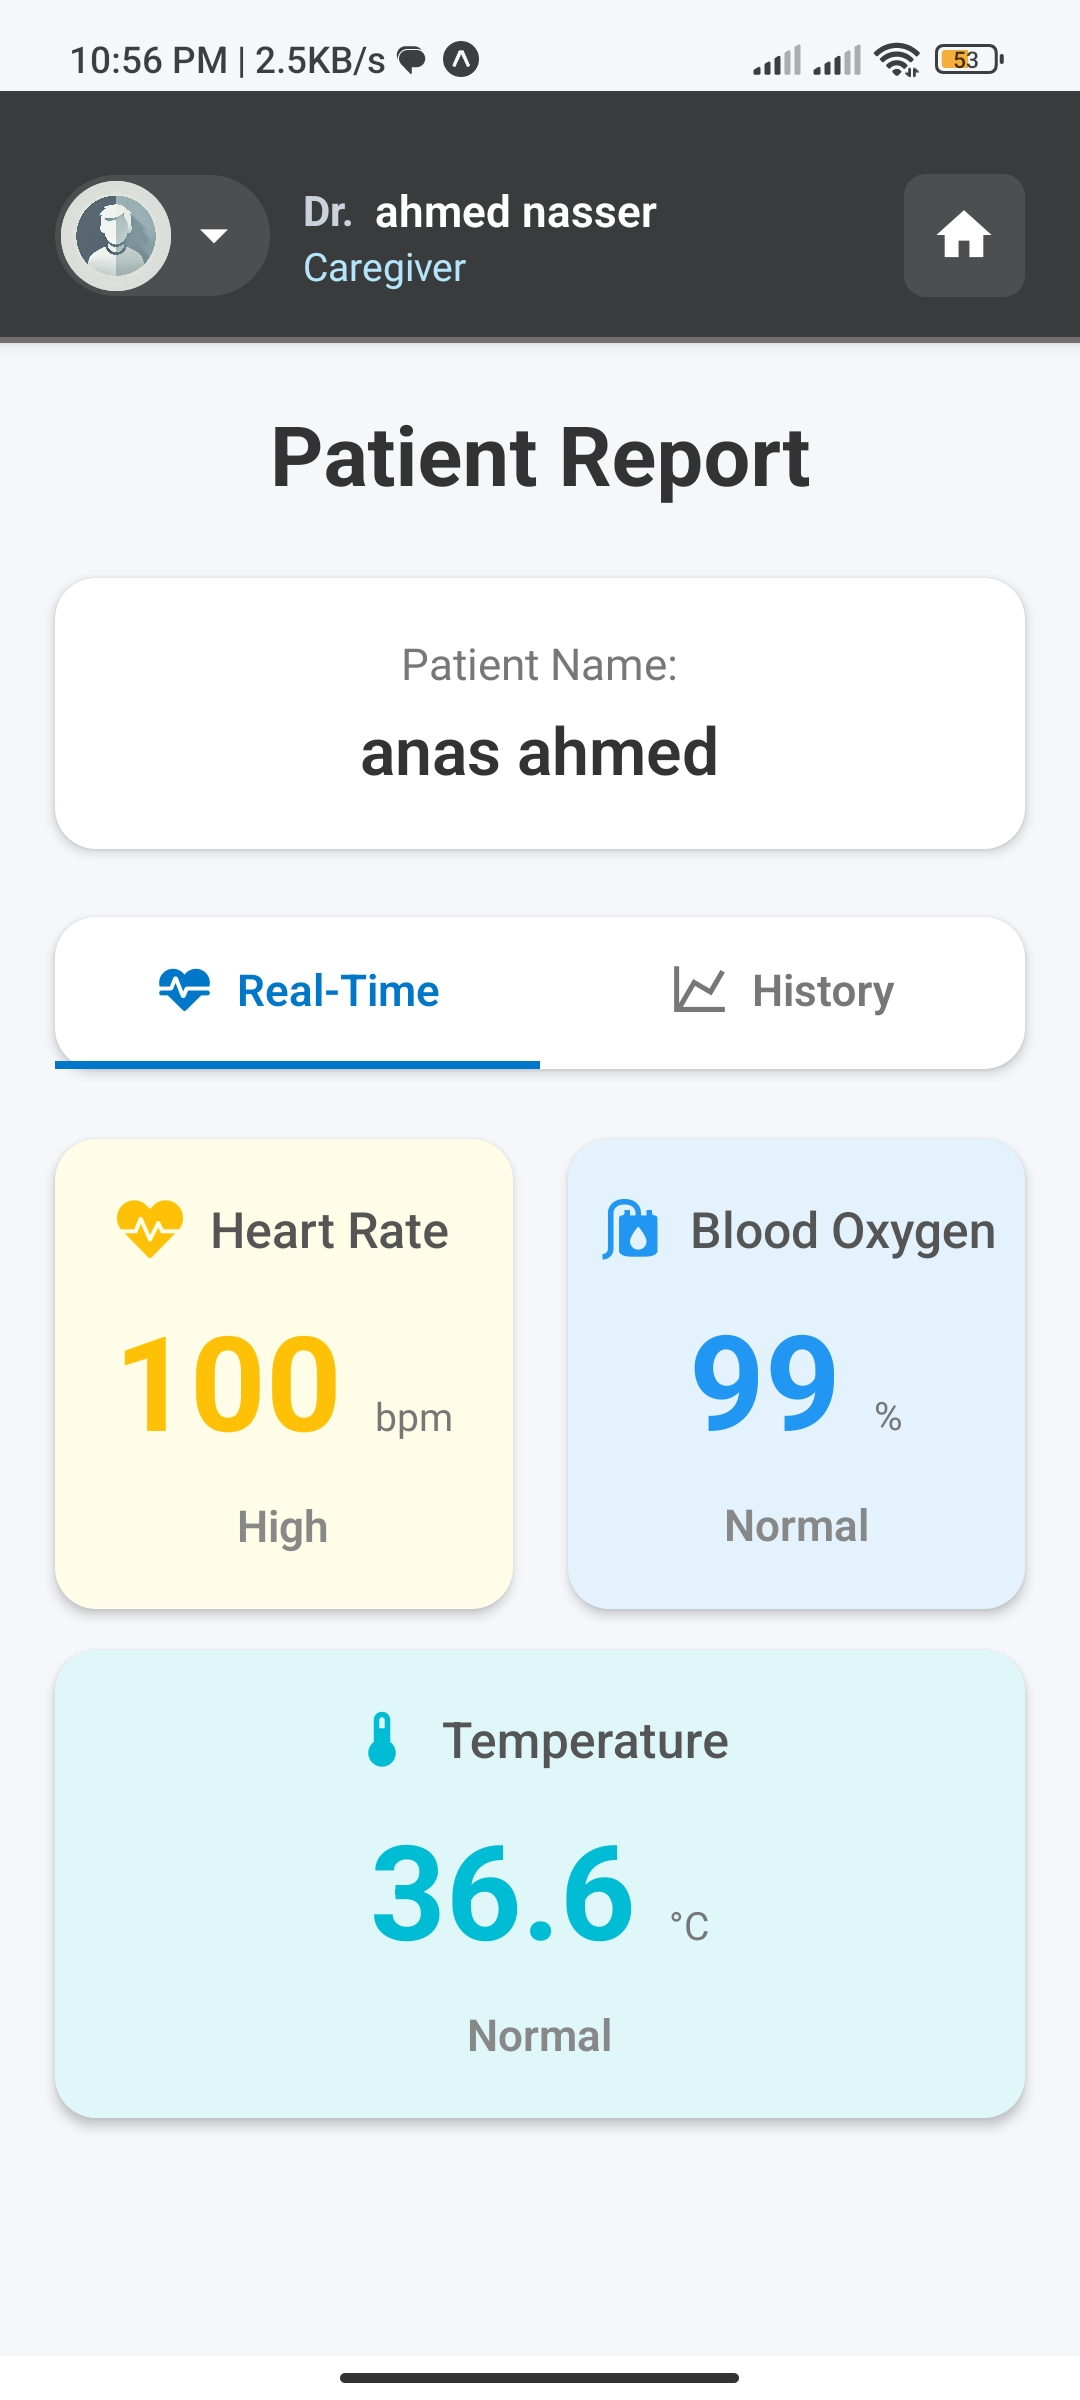 10:56 PM | 2.5KB/s
53
Dr. ahmed nasser
Caregiver
Patient Report
Patient Name:
anas ahmed
Real-Time
History
Heart Rate
100 bpm
High
Blood Oxygen
99 %
Normal
Temperature
36.6 °C
Normal